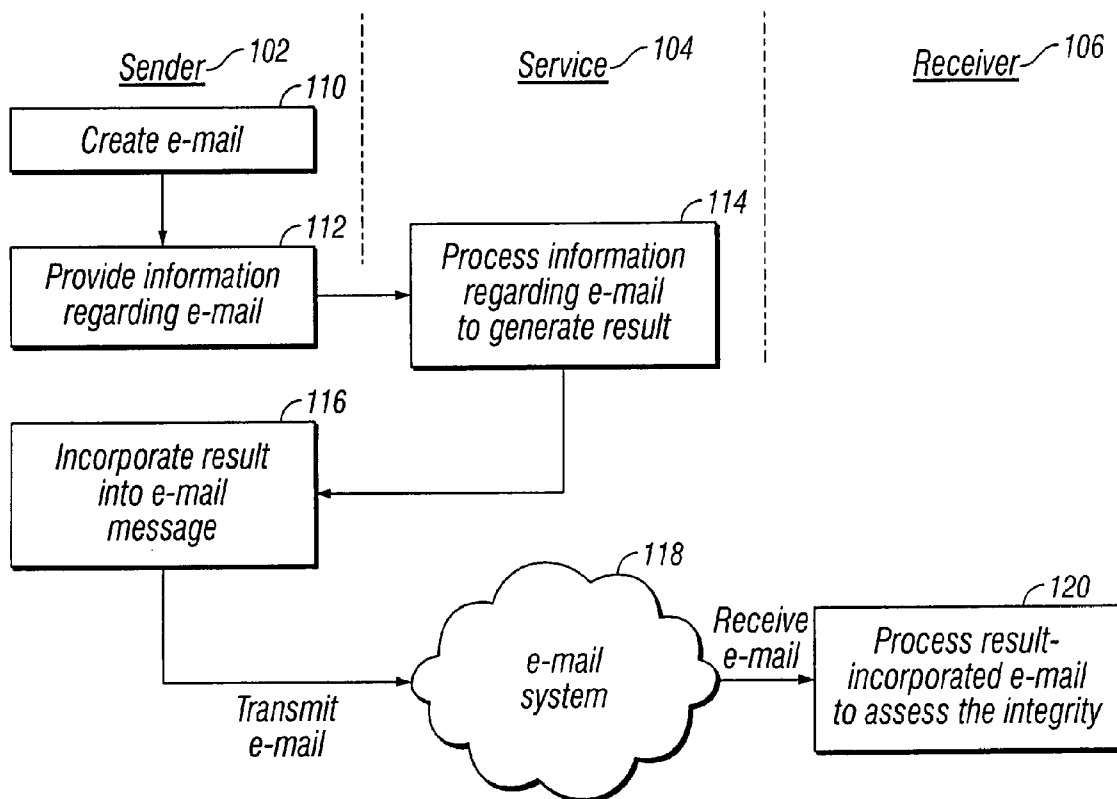 Sender 102
Service 104
Receiver 106
110
Create e-mail
112
Provide information
regarding e-mail
114
Process information
regarding e-mail
to generate result
116
Incorporate result
into e-mail
message
118
e-mail
system
Transmit
e-mail
Receive
e-mail
120
Process result-
incorporated e-mail
to assess the integrity